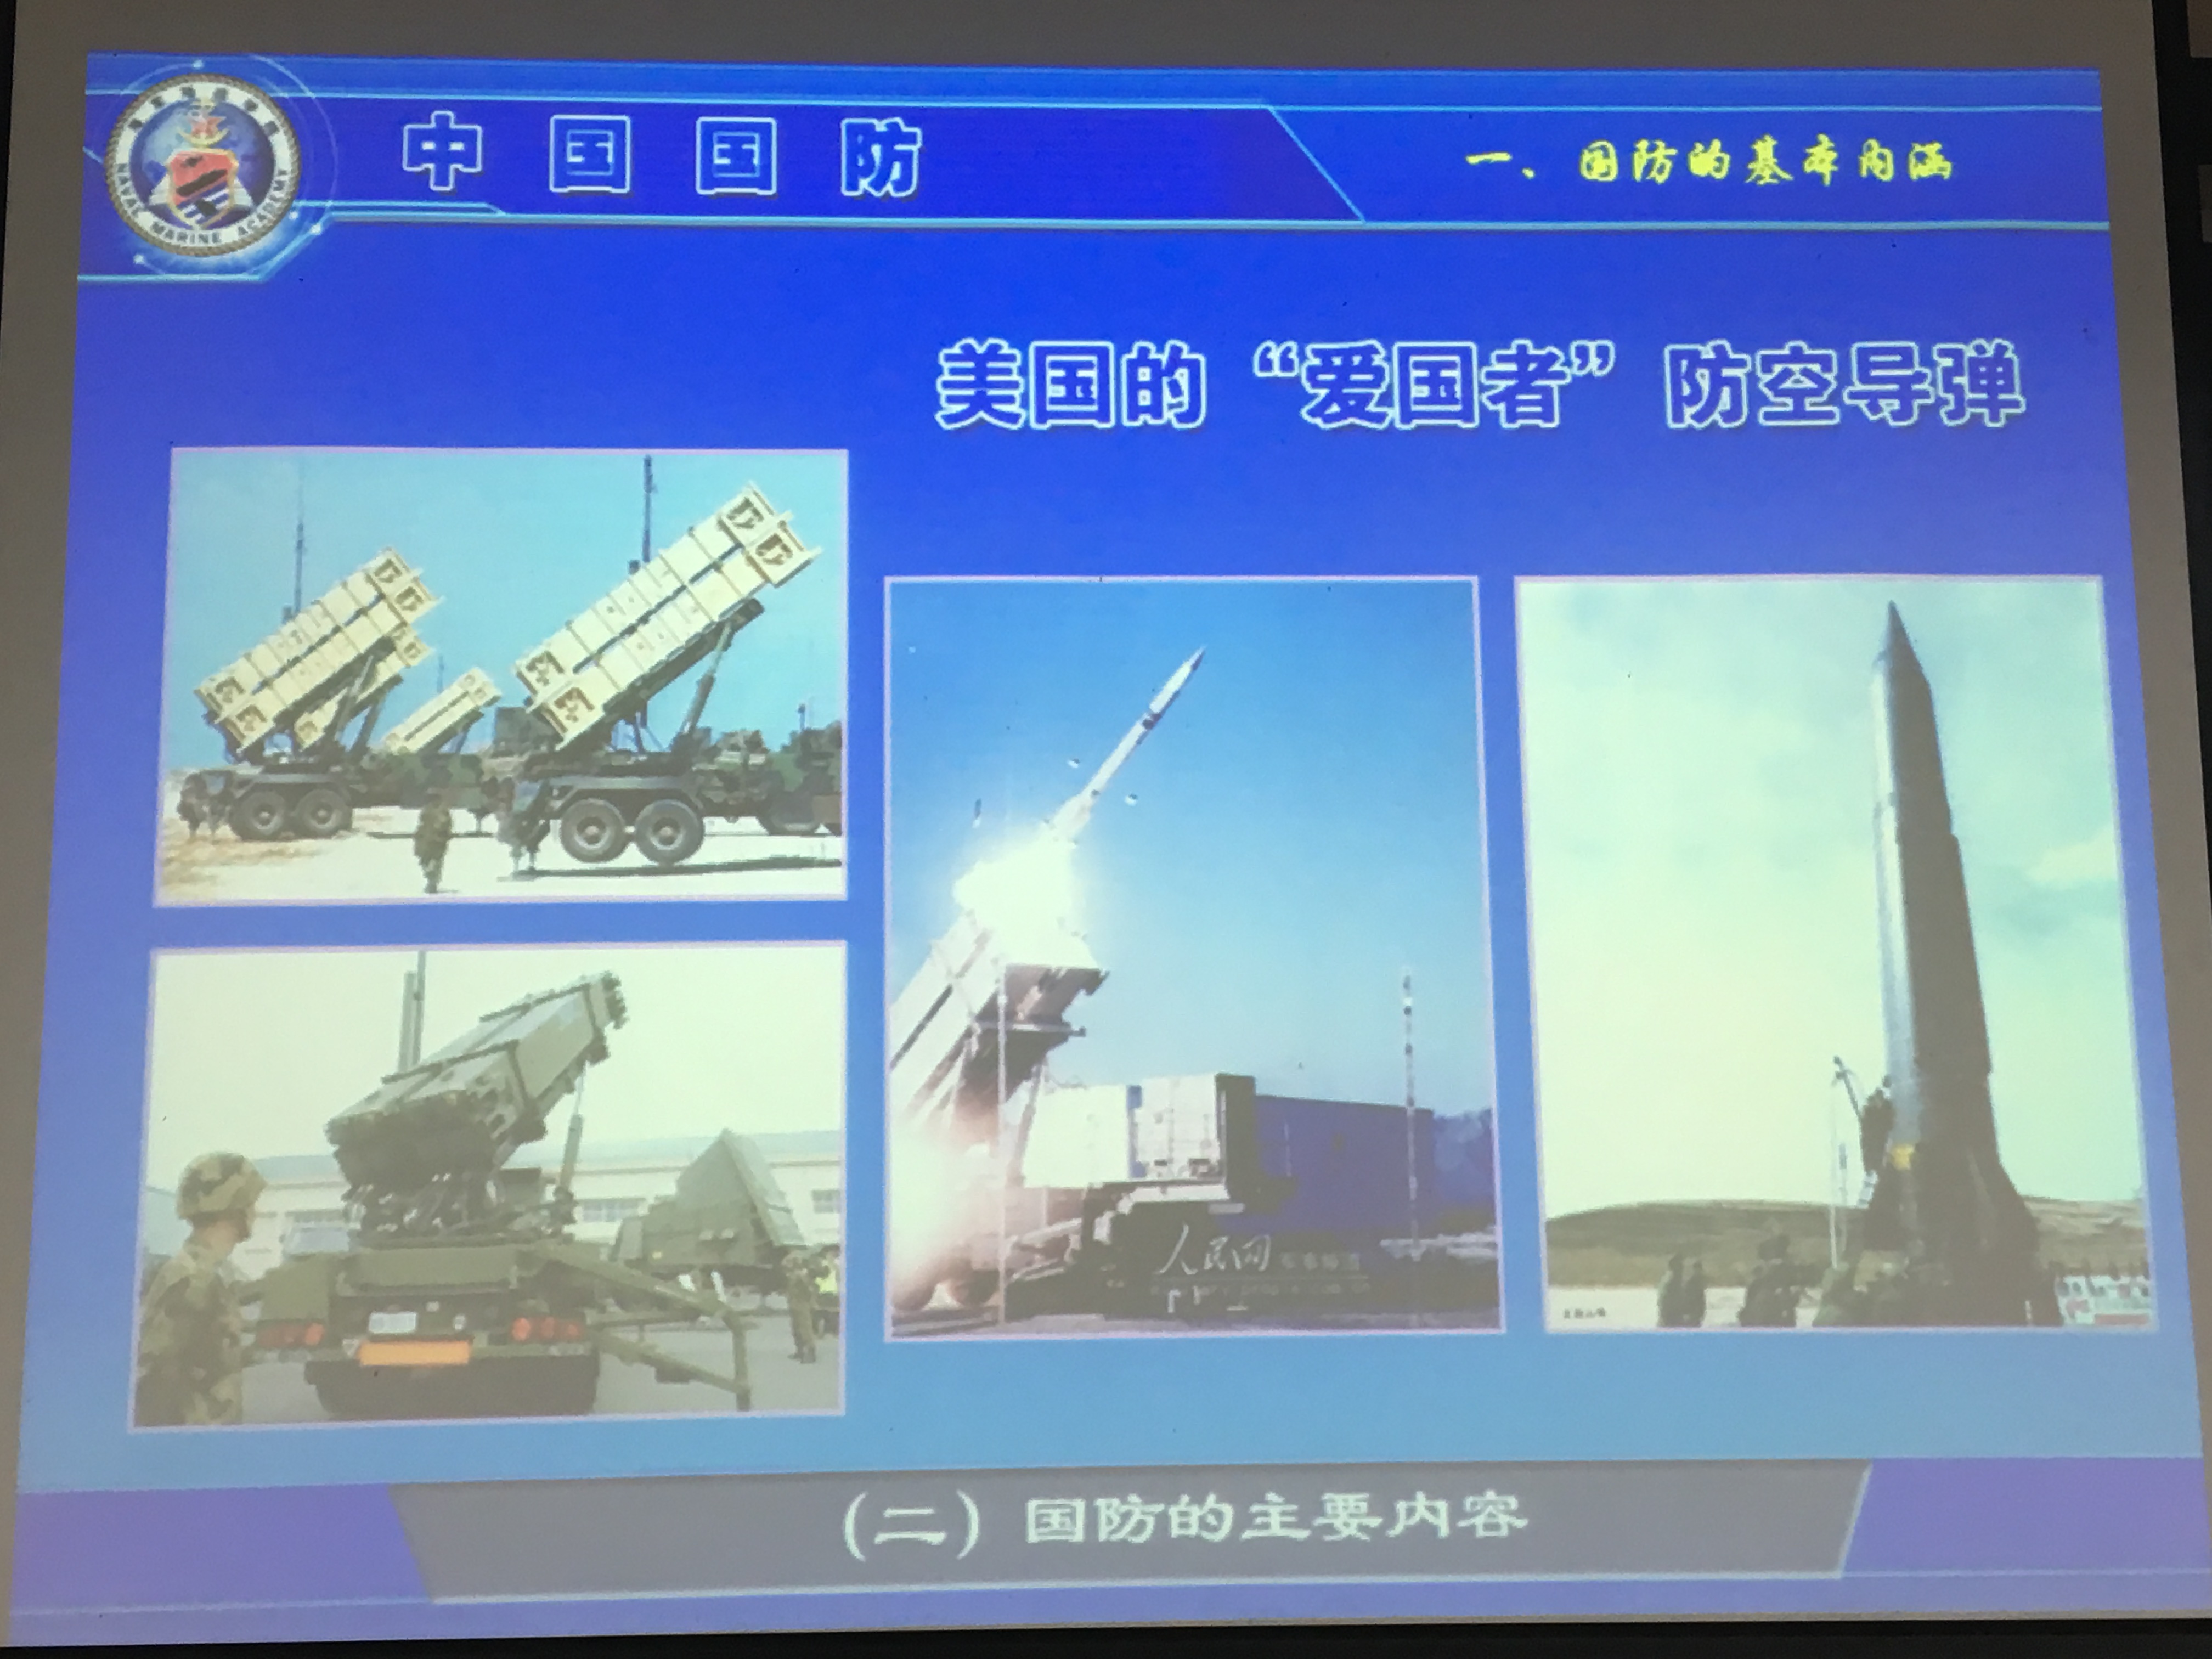 中国国防
一、国防的基本内涵
NAVAL MARINE ACADEMY
美国的“爱国者”防空导弹
人民网
（二）国防的主要内容